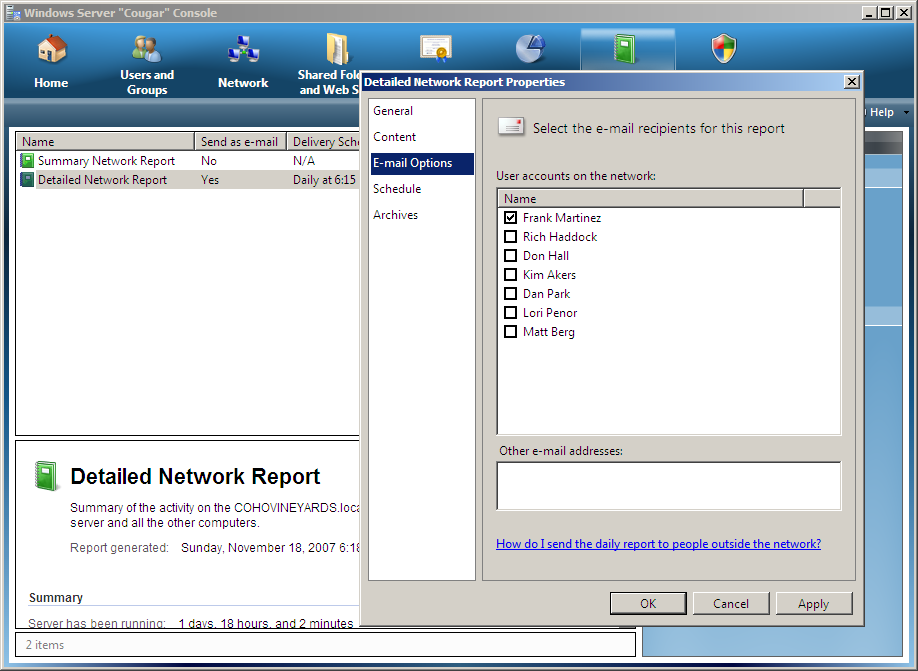 Windows Server "Cougar" Console
Home
Users and
Groups
Network
Shared Fol
and Web S
Help
Name
Send as e-mail
Delivery Sche
Summary Network Report
No
N/A
Detailed Network Report
Yes
Daily at 6:15
Detailed Network Report
Summary of the activity on the COHOVINEYARDS.loca
server and all the other computers.
Report generated: Sunday, November 18, 2007 6:18
Summary
Server has been running: 1 days, 18 hours, and 2 minutes
2 items
Detailed Network Report Properties
General
Content
E-mail Options
Schedule
Archives
Select the e-mail recipients for this report
User accounts on the network:
Name
Frank Martinez
Rich Haddock
Don Hall
Kim Akers
Dan Park
Lori Penor
Matt Berg
Other e-mail addresses:
How do I send the daily report to people outside the network?
OK
Cancel
Apply